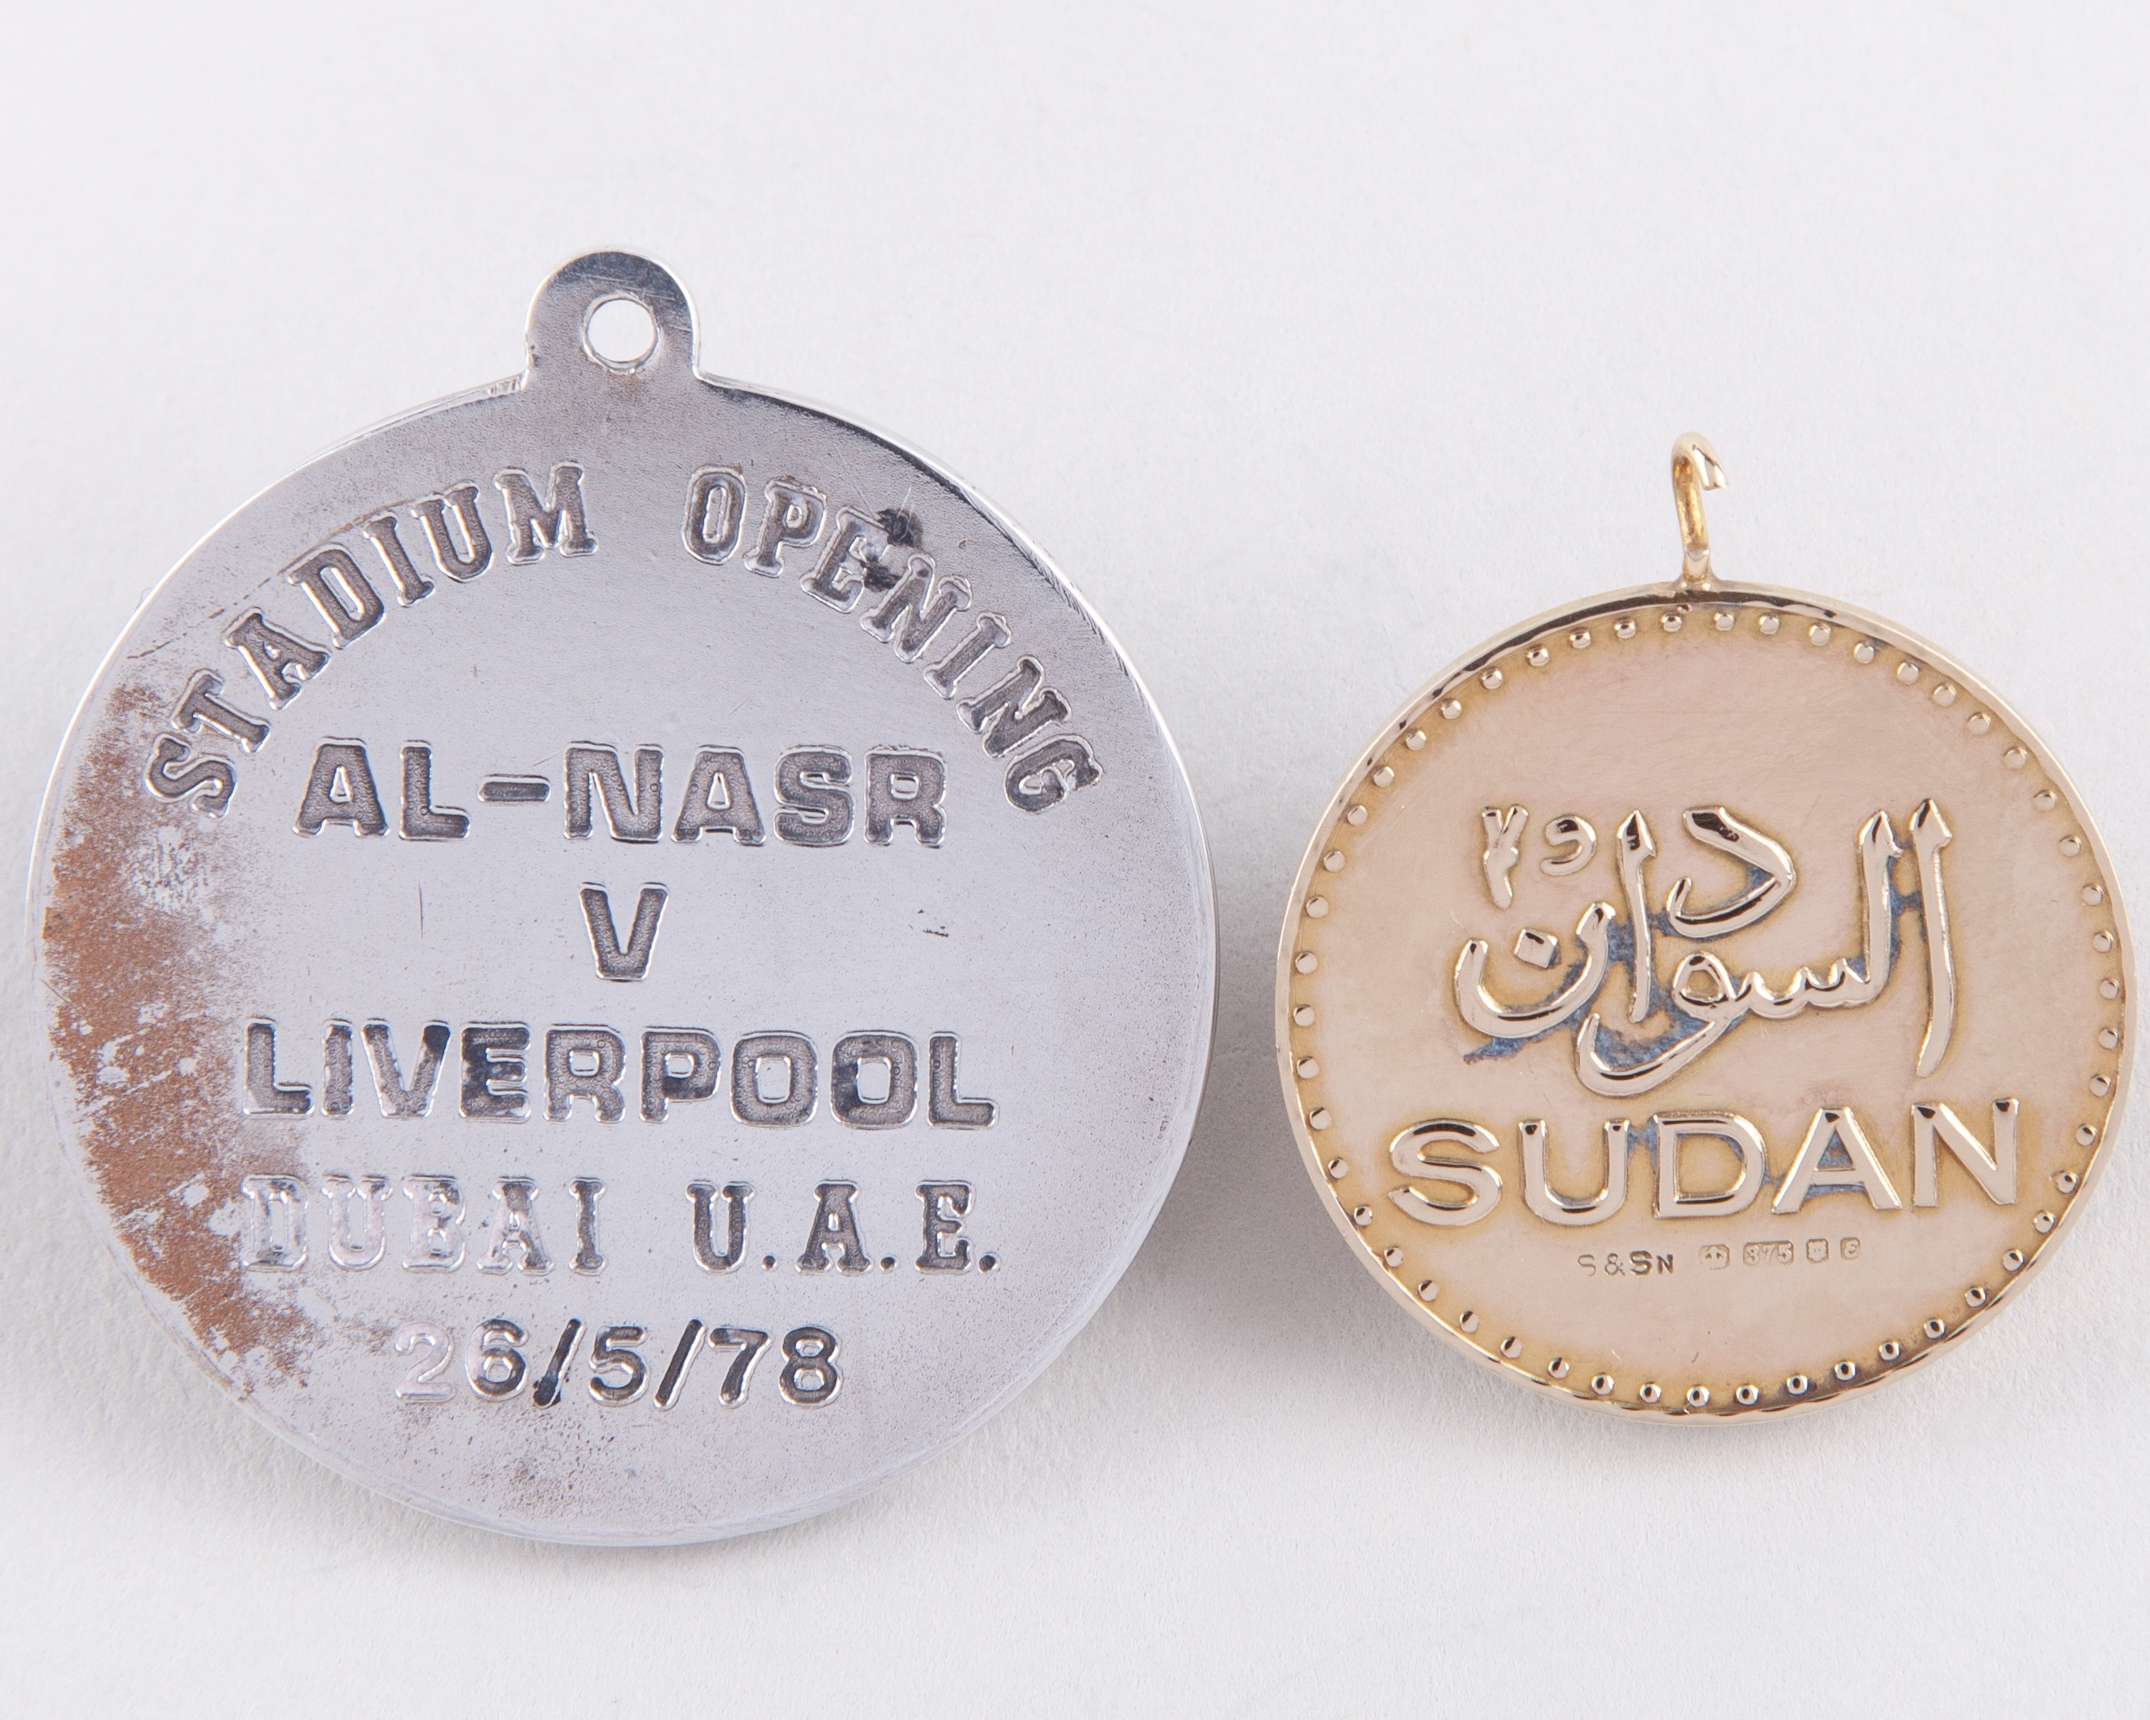 STADIUM OPENING
AL-NASR
V
LIVERPOOL
DUBAI U.A.E.
26/5/78
السودان
SUDAN
S&SN 375